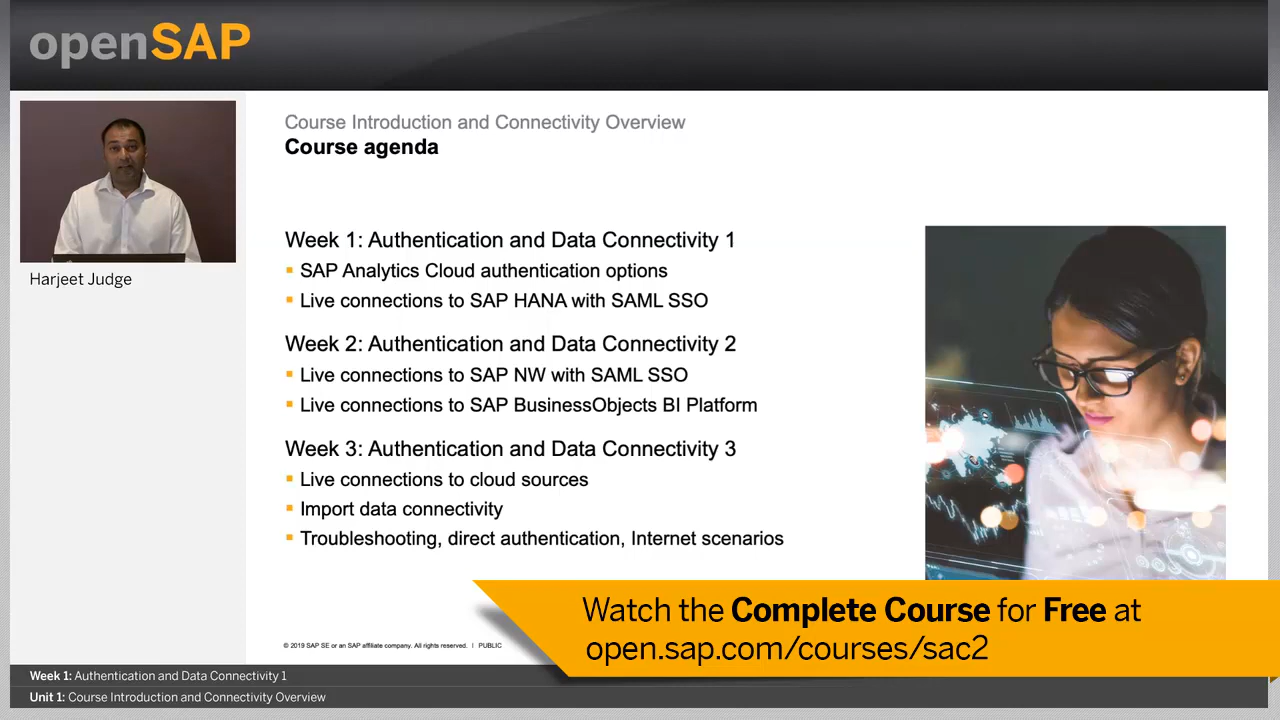 openSAP
Harjeet Judge
Course Introduction and Connectivity Overview
Course agenda
Week 1: Authentication and Data Connectivity 1
SAP Analytics Cloud authentication options
Live connections to SAP HANA with SAML SSO
Week 2: Authentication and Data Connectivity 2
Live connections to SAP NW with SAML SSO
Live connections to SAP BusinessObjects BI Platform
Week 3: Authentication and Data Connectivity 3
Live connections to cloud sources
Import data connectivity
Troubleshooting, direct authentication, Internet scenarios
Watch the Complete Course for Free at
open.sap.com/courses/sac2
© 2019 SAP SE or an SAP affiliate company. All rights reserved. | PUBLIC
Week 1: Authentication and Data Connectivity 1
Unit 1: Course Introduction and Connectivity Overview